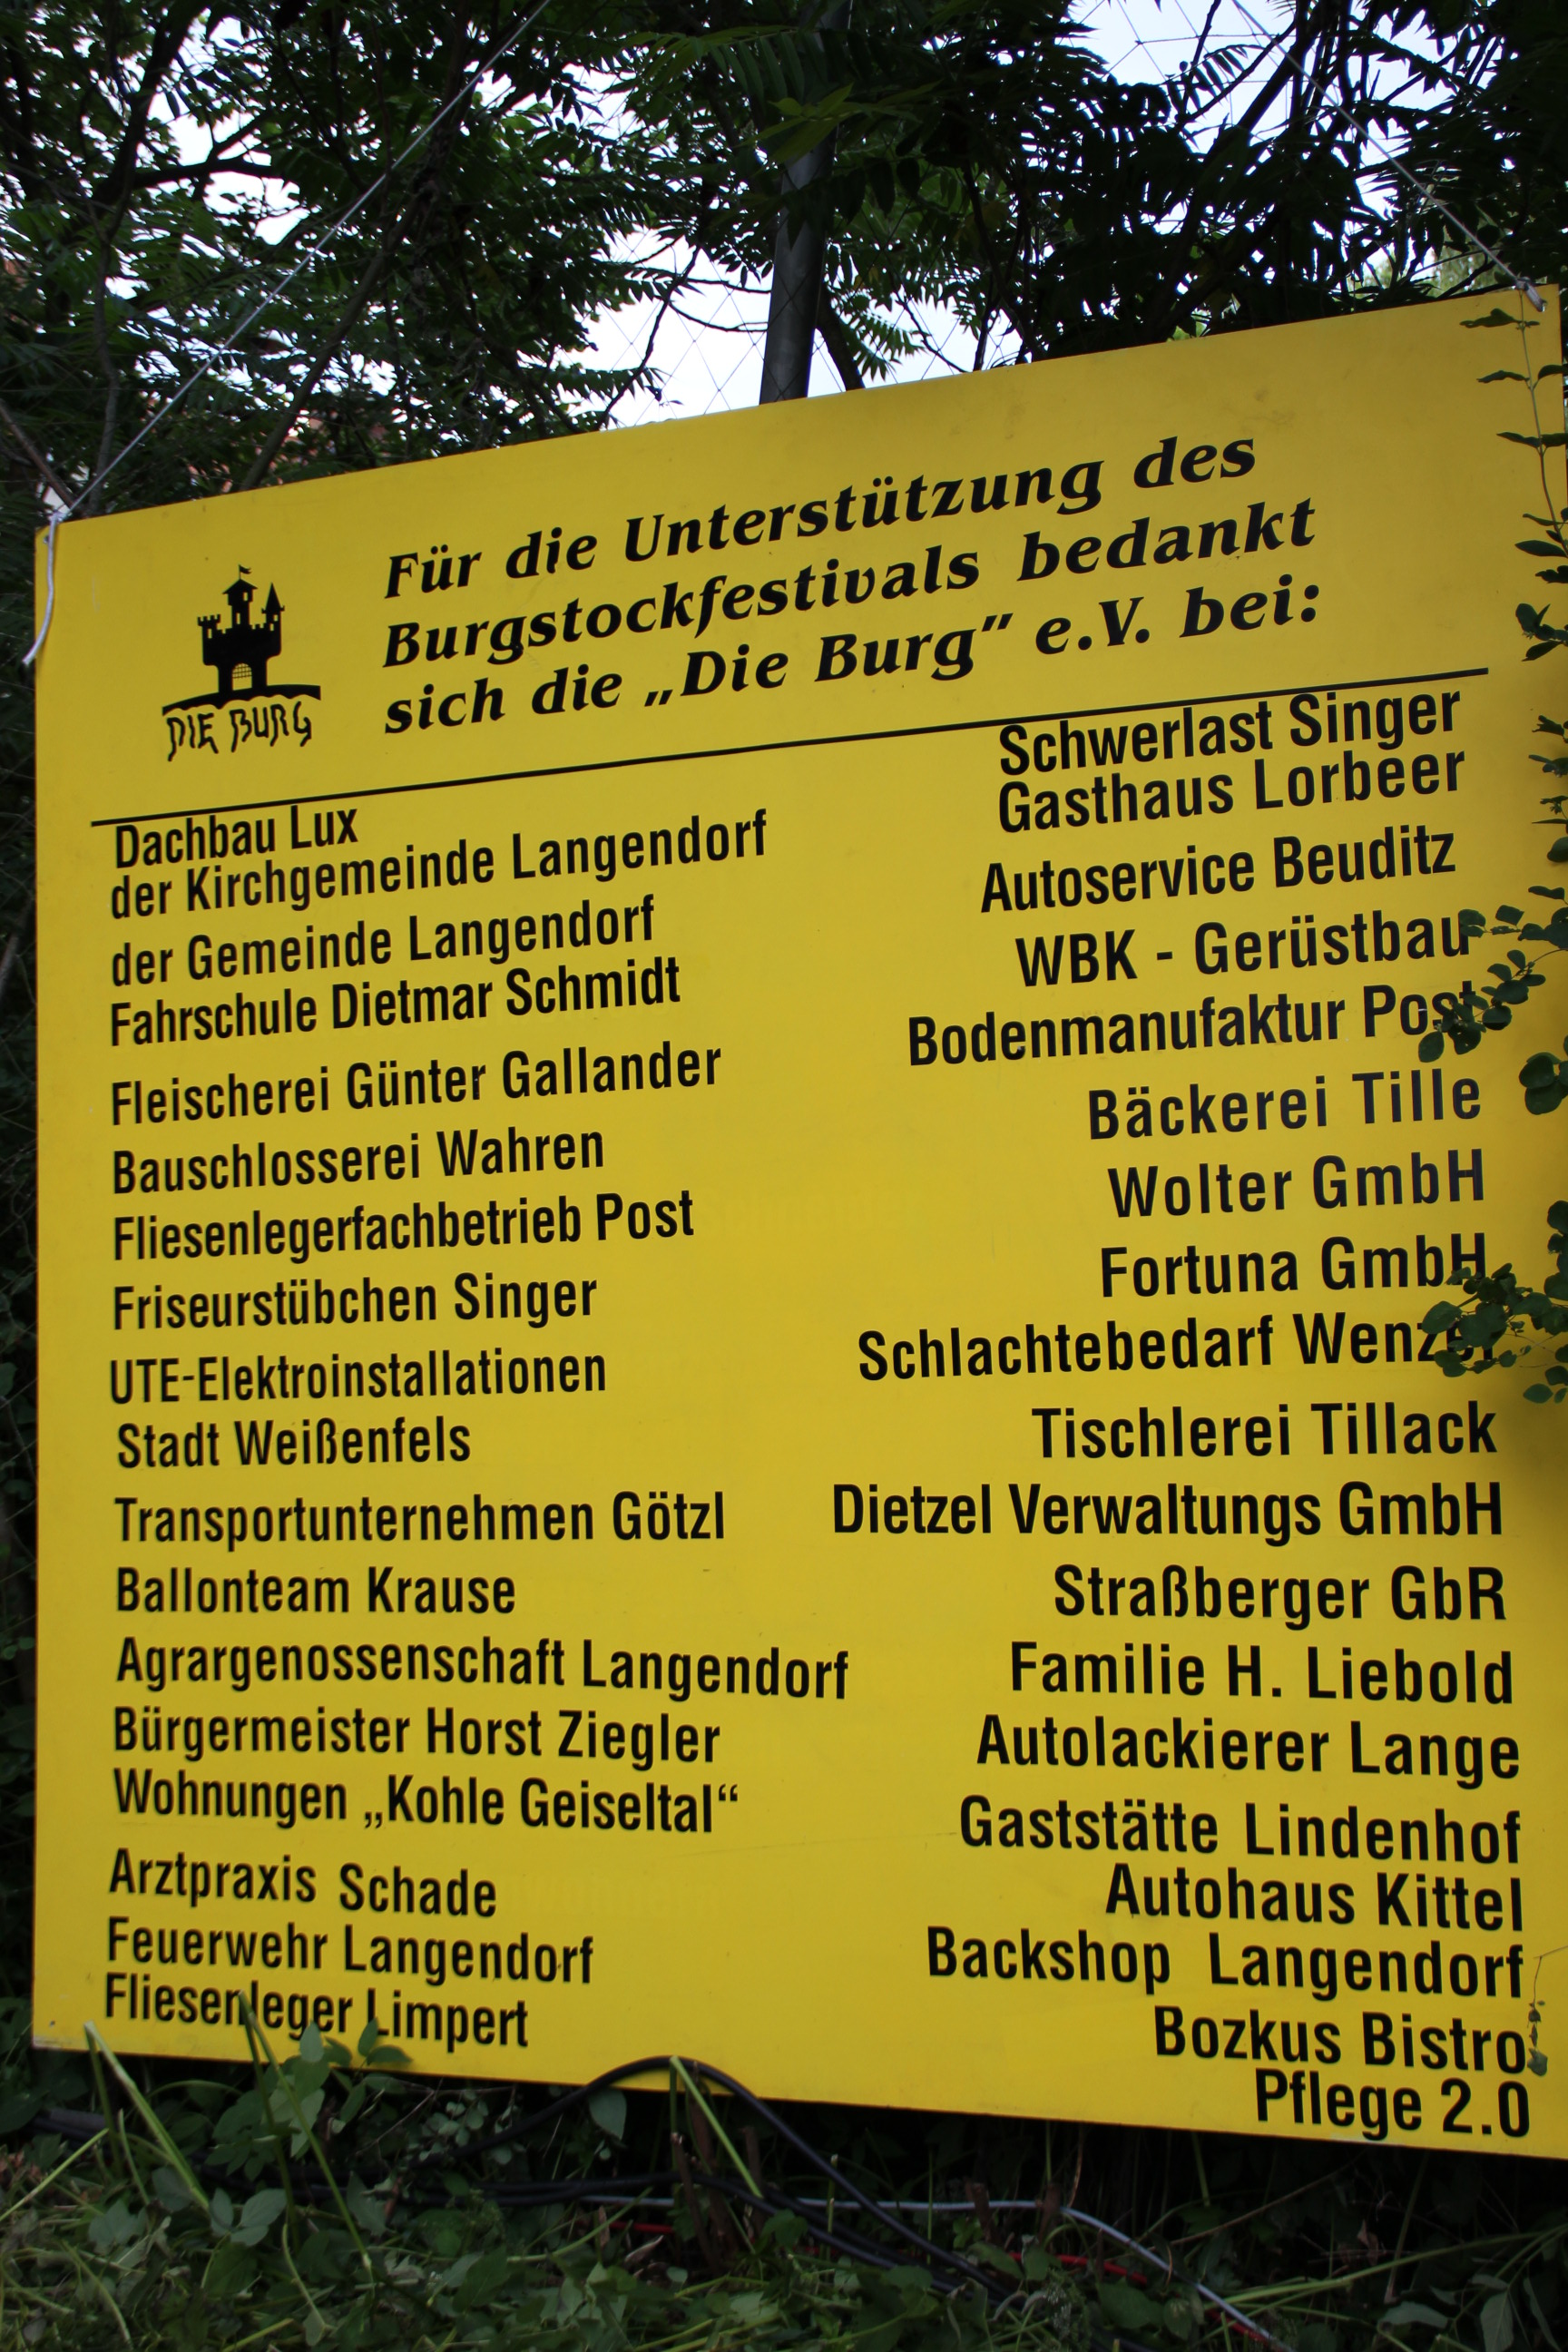 Für die Unterstützung des
Burgstockfestivals bedankt
sich die „Die Burg” e.V. bei:
DIE BURG
Dachbau Lux
der Kirchgemeinde Langendorf
der Gemeinde Langendorf
Fahrschule Dietmar Schmidt
Fleischerei Günter Gallander
Bauschlosserei Wahren
Fliesenlegerfachbetrieb Post
Friseurstübchen Singer
UTE-Elektroinstallationen
Stadt Weißenfels
Transportunternehmen Götzl
Ballonteam Krause
Agrargenossenschaft Langendorf
Bürgermeister Horst Ziegler
Wohnungen „Kohle Geiseltal“
Arztpraxis Schade
Feuerwehr Langendorf
Fliesenleger Limpert
Schwerlast Singer
Gasthaus Lorbeer
Autoservice Beuditz
WBK - Gerüstbau
Bodenmanufaktur Post
Bäckerei Tille
Wolter GmbH
Fortuna GmbH
Schlachtebedarf Wenzel
Tischlerei Tillack
Dietzel Verwaltungs GmbH
Straßberger GbR
Familie H. Liebold
Autolackierer Lange
Gaststätte Lindenhof
Autohaus Kittel
Backshop Langendorf
Bozkus Bistro
Pflege 2.0